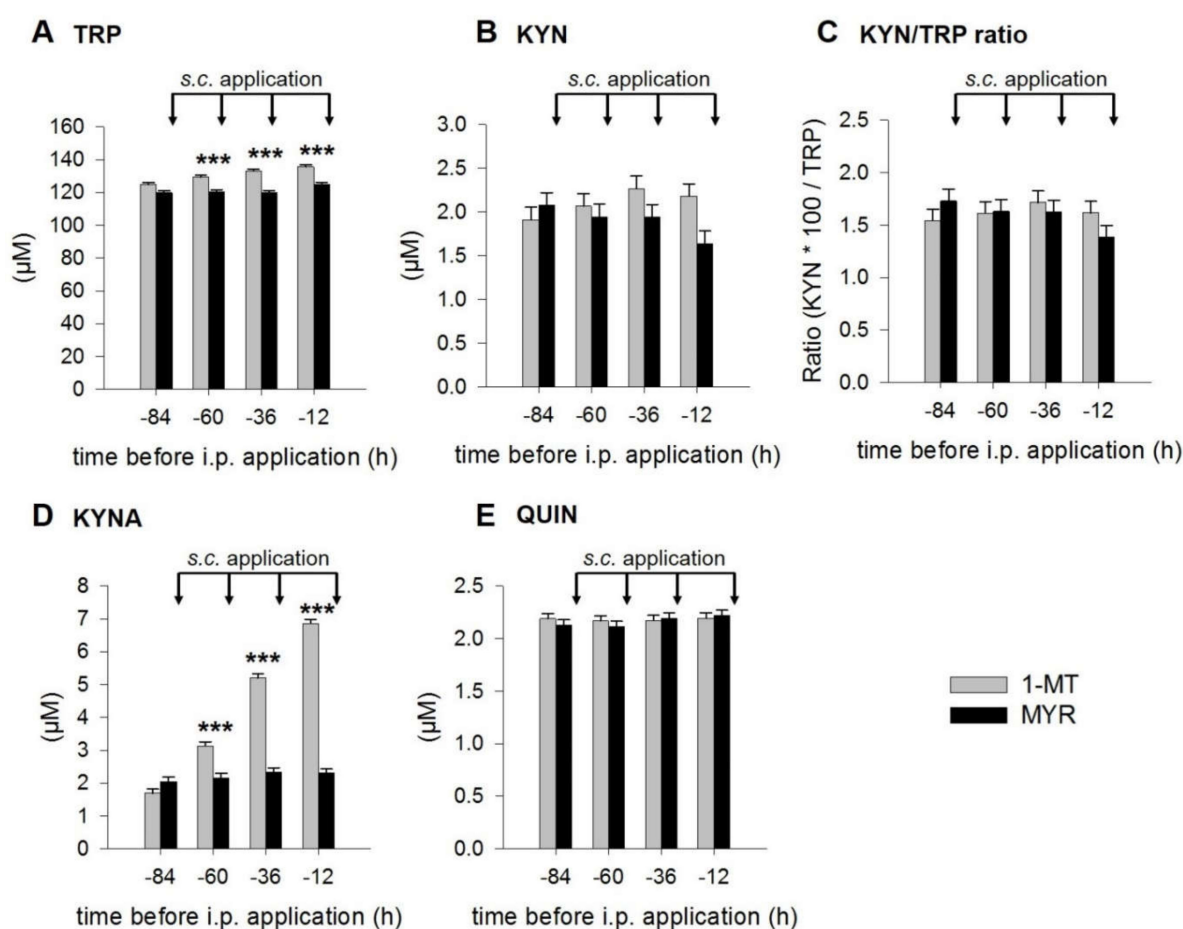 A TRP
s.c. application
160
140
120
100
80
60
40
20
0
(µM)
*** *** ***
-84 -60 -36 -12
time before i.p. application (h)
B KYN
s.c. application
3.0
2.5
2.0
1.5
1.0
0.5
0.0
(µM)
-84 -60 -36 -12
time before i.p. application (h)
C KYN/TRP ratio
s.c. application
2.5
2.0
1.5
1.0
0.5
0.0
Ratio (KYN * 100 / TRP)
-84 -60 -36 -12
time before i.p. application (h)
D KYNA
s.c. application
8
7
6
5
4
3
2
1
0
(µM)
***
***
***
-84 -60 -36 -12
time before i.p. application (h)
E QUIN
s.c. application
2.5
2.0
1.5
1.0
0.5
0.0
(µM)
-84 -60 -36 -12
time before i.p. application (h)
1-MT
MYR